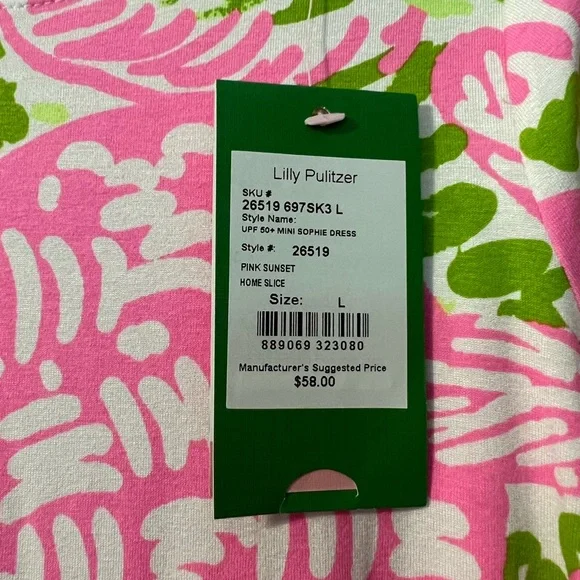 Lilly Pulitzer
SKU #
26519 697SK3 L
Style Name:
UPF 50+ MINI SOPHIE DRESS
Style #: 26519
PINK SUNSET
HOME SLICE
Size: L
889069 323080
Manufacturer's Suggested Price
$58.00